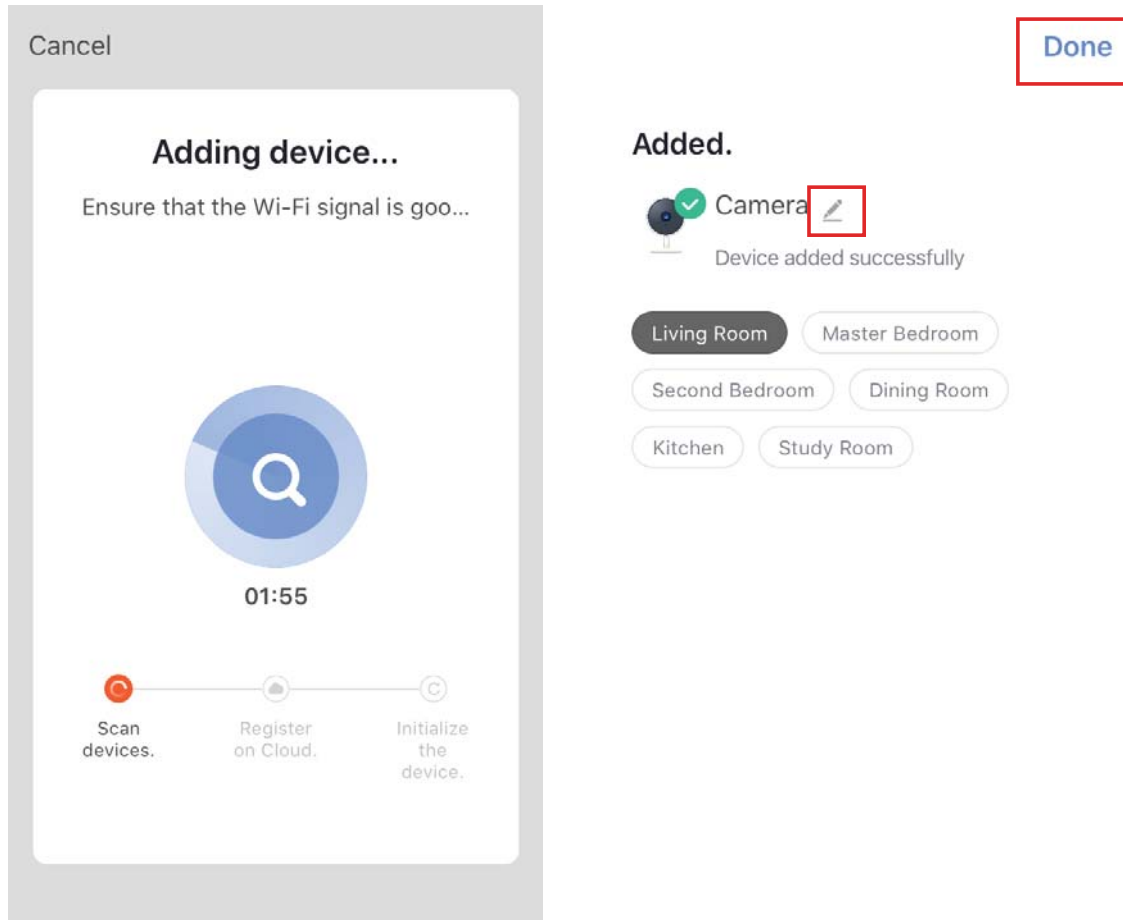 Cancel
Adding device...
Ensure that the Wi-Fi signal is goo...
01:55
Scan
devices.
Register
on Cloud.
Initialize
the
device.
Done
Added.
Camera
Device added successfully
Living Room
Master Bedroom
Second Bedroom
Dining Room
Kitchen
Study Room